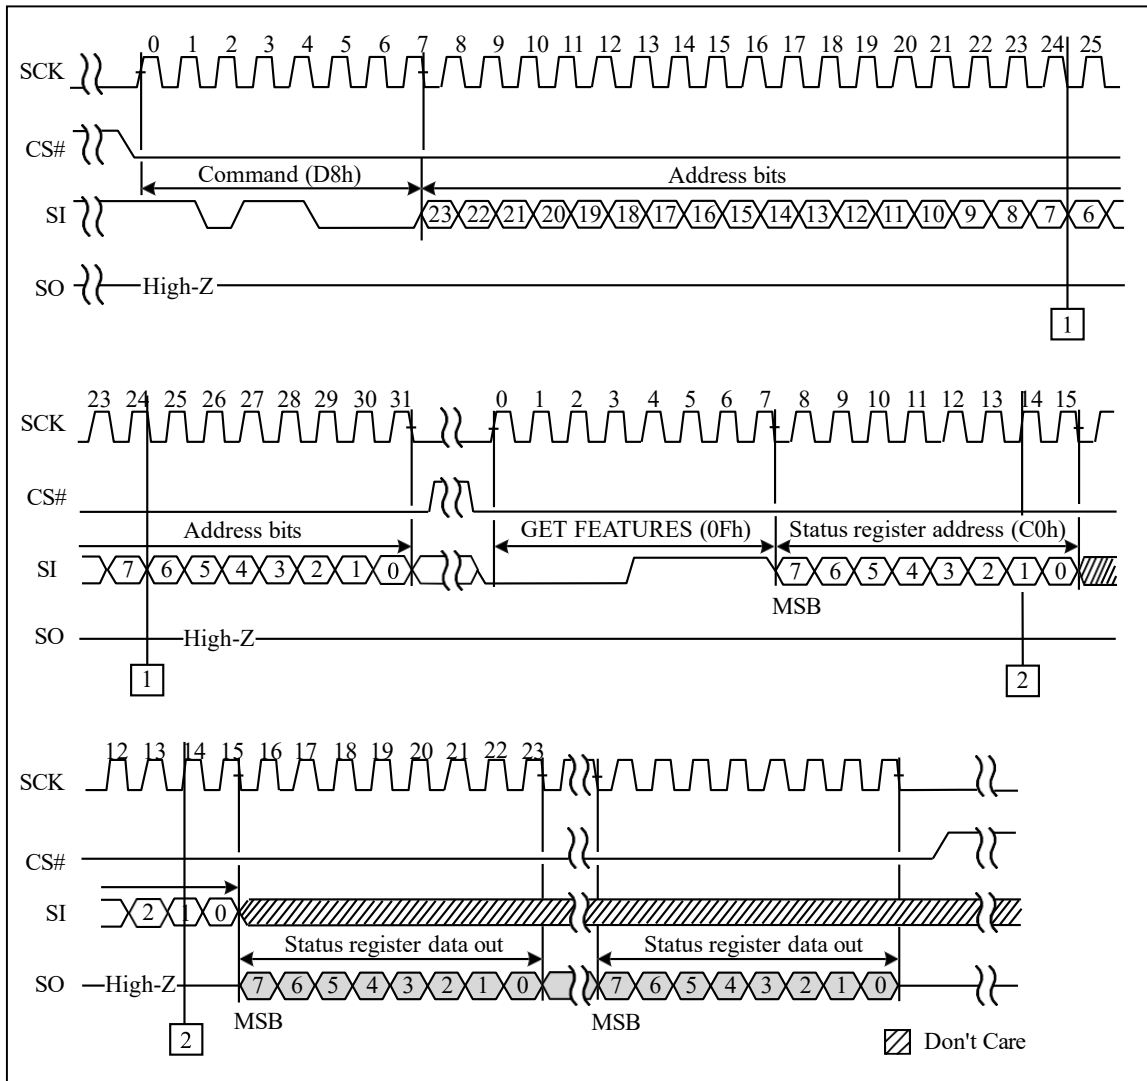 0 1 2 3 4 5 6 7 8 9 10 11 12 13 14 15 16 17 18 19 20 21 22 23 24 25
SCK
CS#
Command (D8h) Address bits
SI 23 22 21 20 19 18 17 16 15 14 13 12 11 10 9 8 7 6
SO High-Z
1
23 24 25 26 27 28 29 30 31 0 1 2 3 4 5 6 7 8 9 10 11 12 13 14 15
SCK
CS#
Address bits GET FEATURES (0Fh) Status register address (C0h)
SI 7 6 5 4 3 2 1 0 7 6 5 4 3 2 1 0
MSB
SO High-Z
1 2
12 13 14 15 16 17 18 19 20 21 22 23
SCK
CS#
SI 2 1 0
Status register data out Status register data out
SO High-Z 7 6 5 4 3 2 1 0 7 6 5 4 3 2 1 0
MSB MSB
2 Don't Care